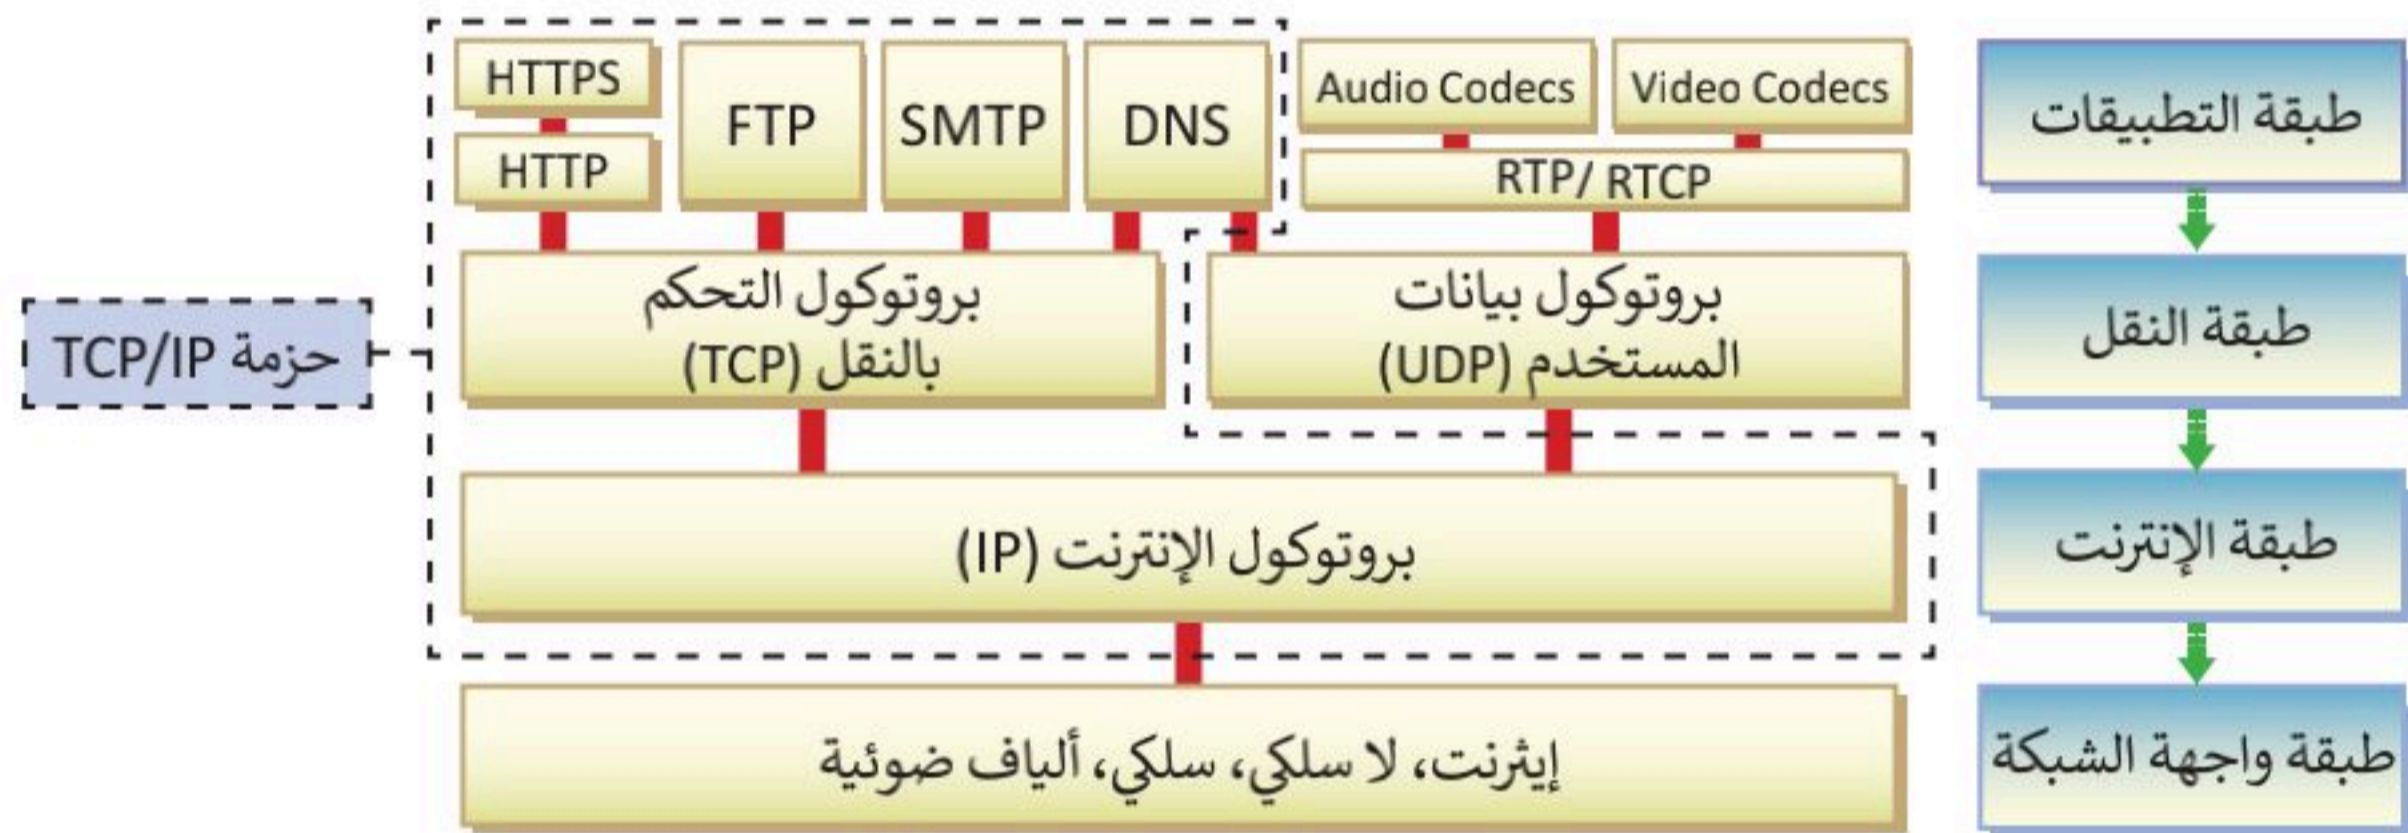 HTTPS
HTTP
FTP
SMTP
DNS
Audio Codecs
Video Codecs
RTP/ RTCP
طبقة التطبيقات
حزمة TCP/IP
بروتوكول التحكم
بالنقل (TCP)
بروتوكول بيانات
المستخدم (UDP)
طبقة النقل
بروتوكول الإنترنت (IP)
طبقة الإنترنت
إيثرنت، لا سلكي، سلكي، ألياف ضوئية
طبقة واجهة الشبكة